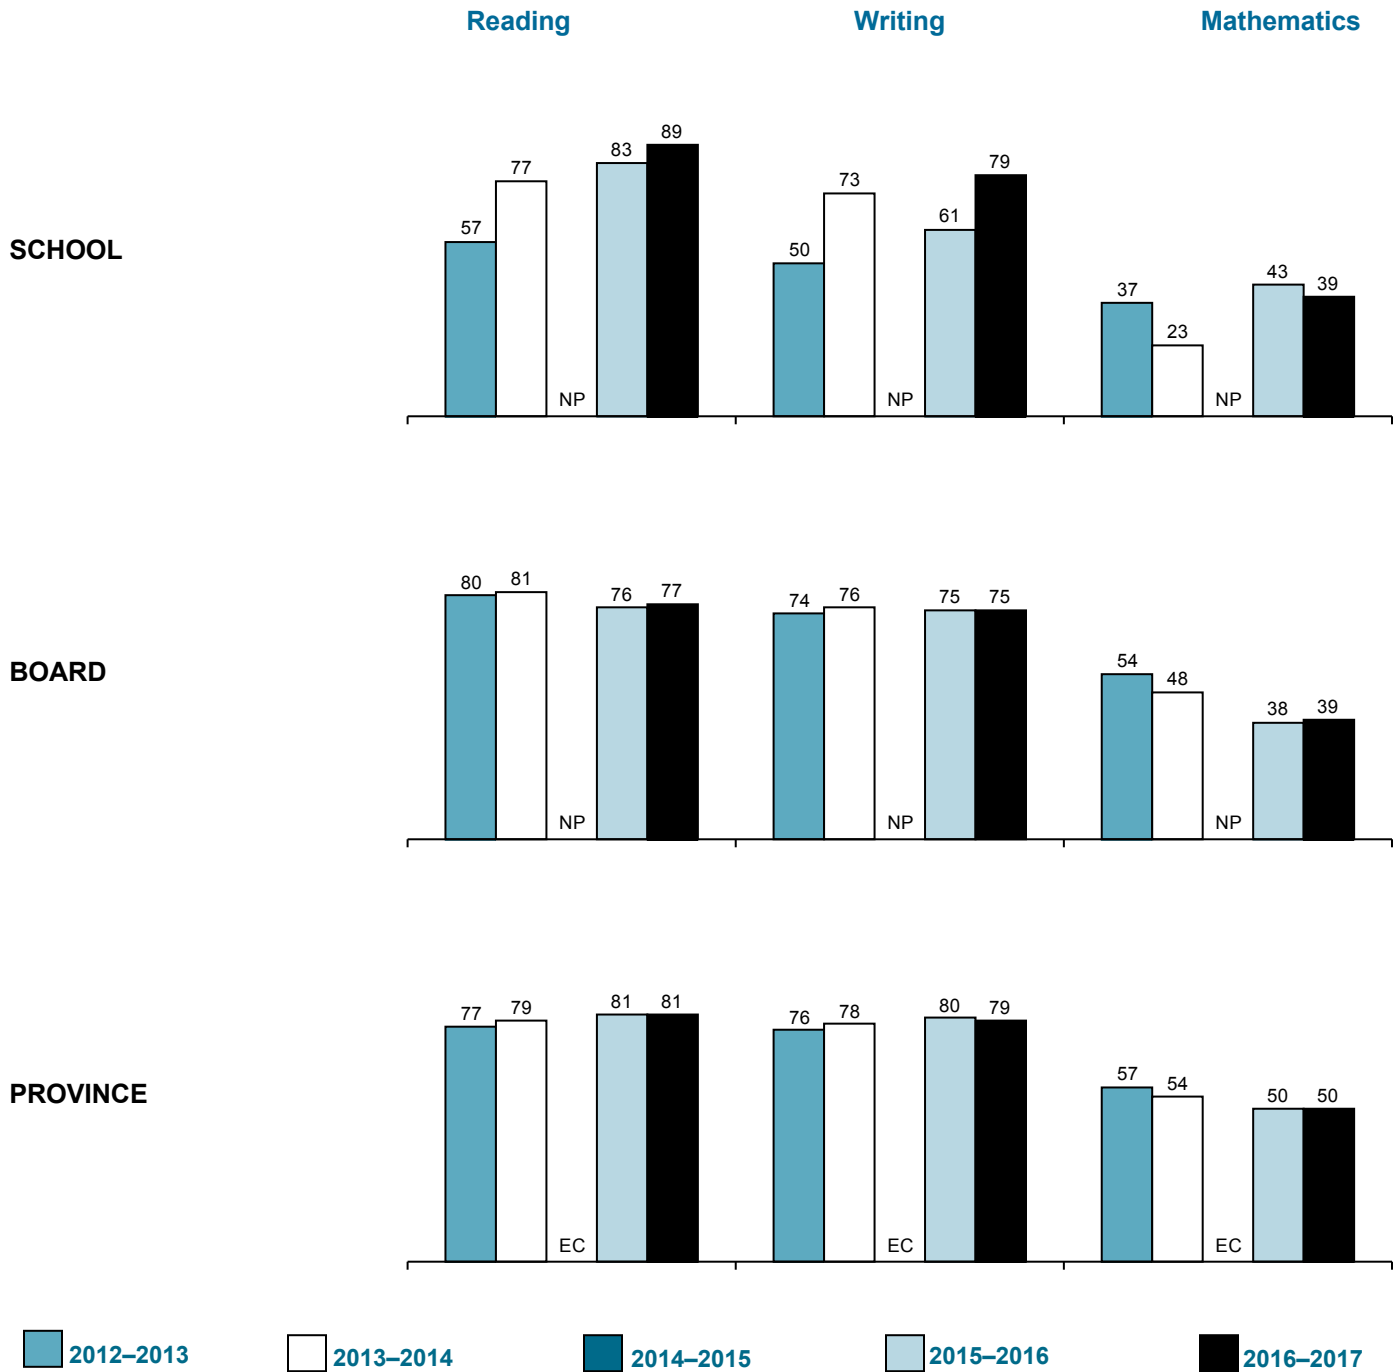 Reading Writing Mathematics
SCHOOL
57 77 NP 83 89 50 73 NP 61 79 37 23 NP 43 39
BOARD
80 81 NP 76 77 74 76 NP 75 75 54 48 NP 38 39
PROVINCE
77 79 EC 81 81 76 78 EC 80 79 57 54 EC 50 50
2012–2013 2013–2014 2014–2015 2015–2016 2016–2017